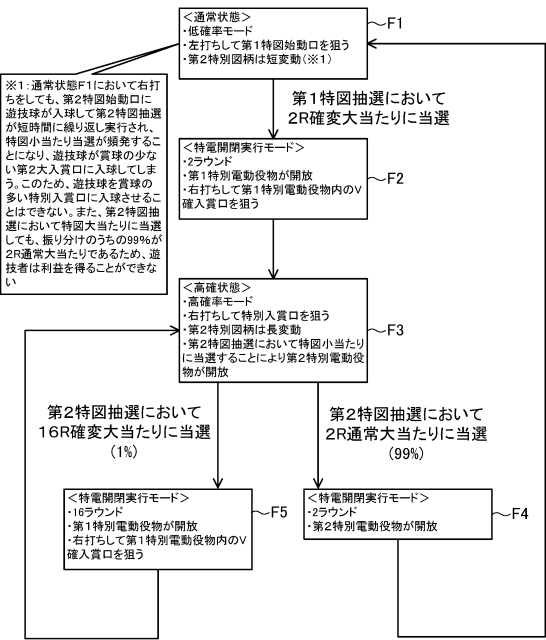 ＜通常状態＞
・低確率モード
・左打ちして第1特図始動口を狙う
・第2特別図柄は短変動(※1)
F1
※1：通常状態F1において右打
ちをしても、第2特図始動口に
遊技球が入球して第2特図抽選
が短時間に繰り返し実行され、
特図小当たり当選が頻発するこ
とになり、遊技球が賞球の少な
い第2大入賞口に入球してしま
う。このため、遊技球を賞球の
多い特別入賞口に入球させるこ
とはできない。また、第2特図抽
選において特図大当たりに当選
しても、振り分けのうちの99%が
2R通常大当たりであるため、遊
技者は利益を得ることができな
い
第1特図抽選において
2R確変大当たりに当選
＜特電開閉実行モード＞
・2ラウンド
・第1特別電動役物が開放
・右打ちして第1特別電動役物内のV
確入賞口を狙う
F2
＜高確状態＞
・高確率モード
・右打ちして特別入賞口を狙う
・第2特別図柄は長変動
・第2特図抽選において特図小当たり
に当選することにより第2特別電動役
物が開放
F3
第2特図抽選において
16R確変大当たりに当選
(1%)
第2特図抽選において
2R通常大当たりに当選
(99%)
＜特電開閉実行モード＞
・16ラウンド
・第1特別電動役物が開放
・右打ちして第1特別電動役物内のV
確入賞口を狙う
F5
＜特電開閉実行モード＞
・2ラウンド
・第2特別電動役物が開放
F4